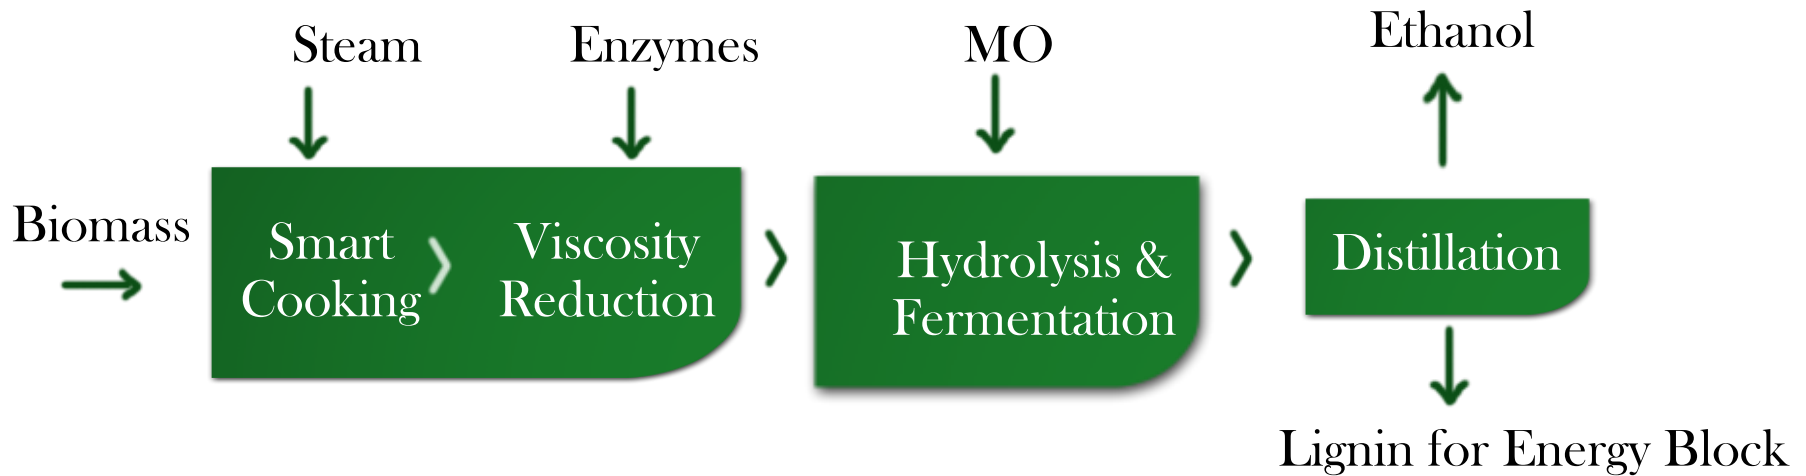 Steam
Enzymes
MO
Ethanol
Biomass
Smart
Cooking
Viscosity
Reduction
Hydrolysis &
Fermentation
Distillation
Lignin for Energy Block